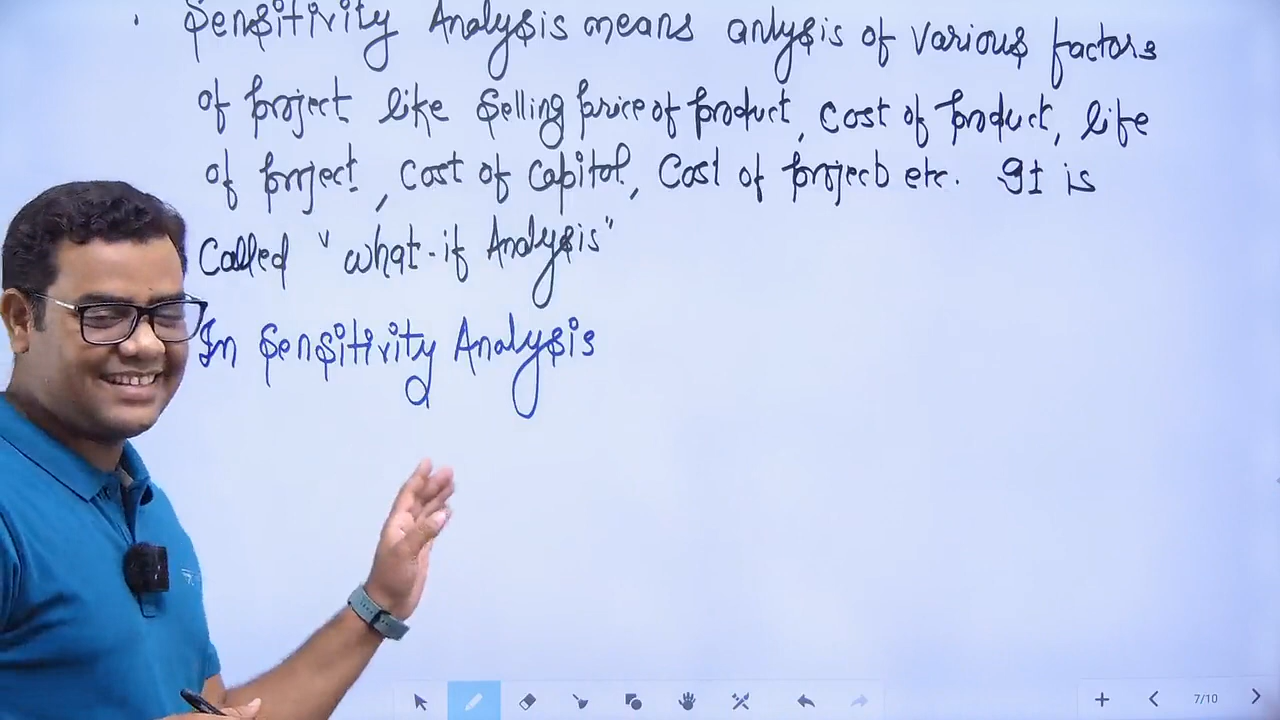 Sensitivity Analysis means anlysis of various factors
of project like selling price of product, cost of product, life
of project, cost of capital, cost of project etc. It is
called "what-if Analysis"
In Sensitivity Analysis
7/10